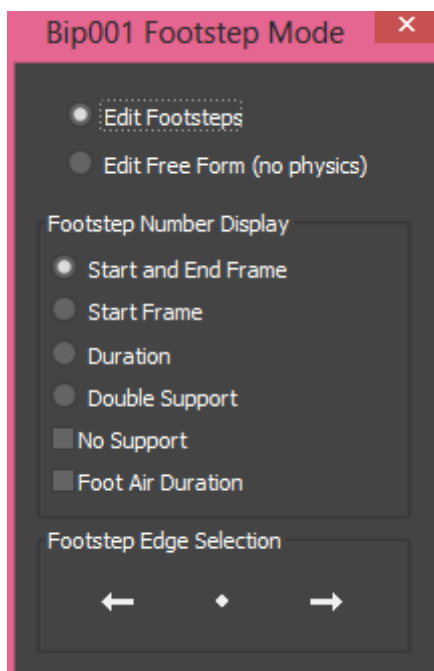 Bip001 Footstep Mode
Edit Footsteps
Edit Free Form (no physics)
Footstep Number Display
Start and End Frame
Start Frame
Duration
Double Support
No Support
Foot Air Duration
Footstep Edge Selection